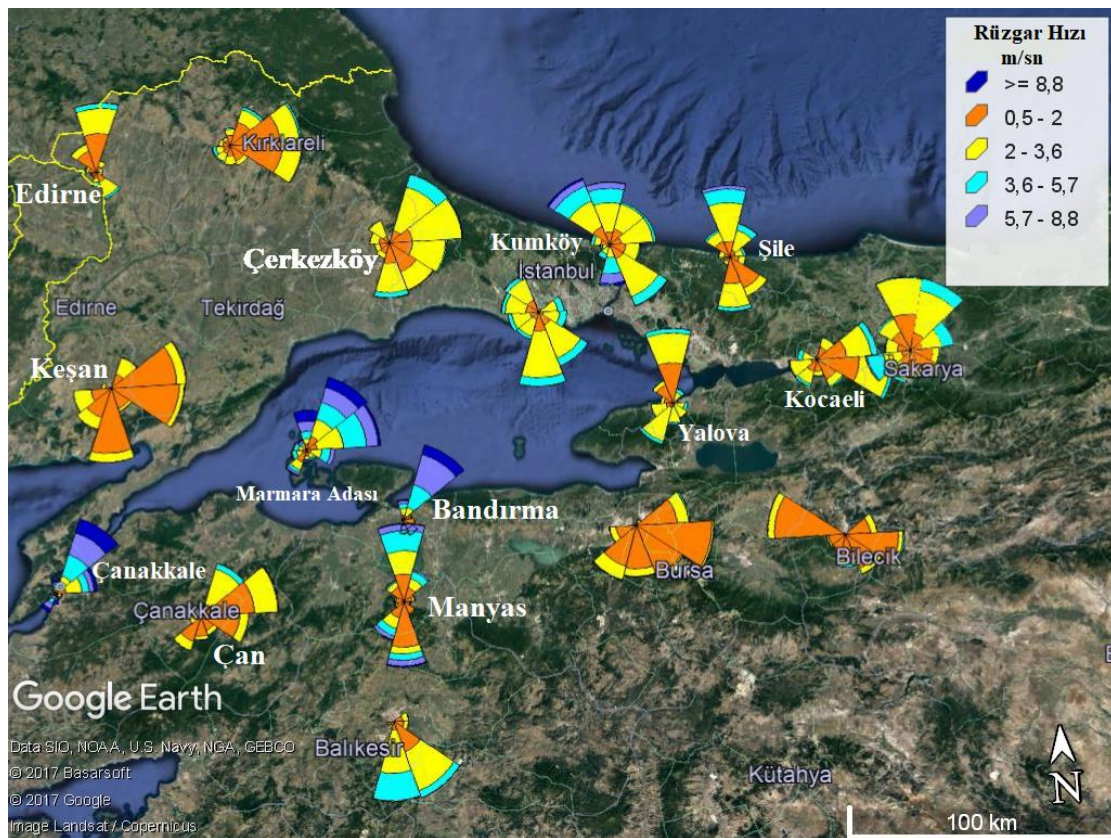 Rüzgar Hızı
m/sn
>= 8,8
0,5 - 2
2 - 3,6
3,6 - 5,7
5,7 - 8,8
Kırklareli
Edirne
Çerkezköy
Kumköy
İstanbul
Şile
Edirne
Tekirdağ
Keşan
Sakarya
Kocaeli
Yalova
Marmara Adası
Bandırma
Çanakkale
Bursa
Bilecik
Çanakkale
Manyas
Çan
Google Earth
Data SIO, NOAA, U.S. Navy, NGA, GEBCO
© 2017 Basarsoft
© 2017 Google
Image Landsat / Copernicus
Balıkesir
Kütahya
N
100 km